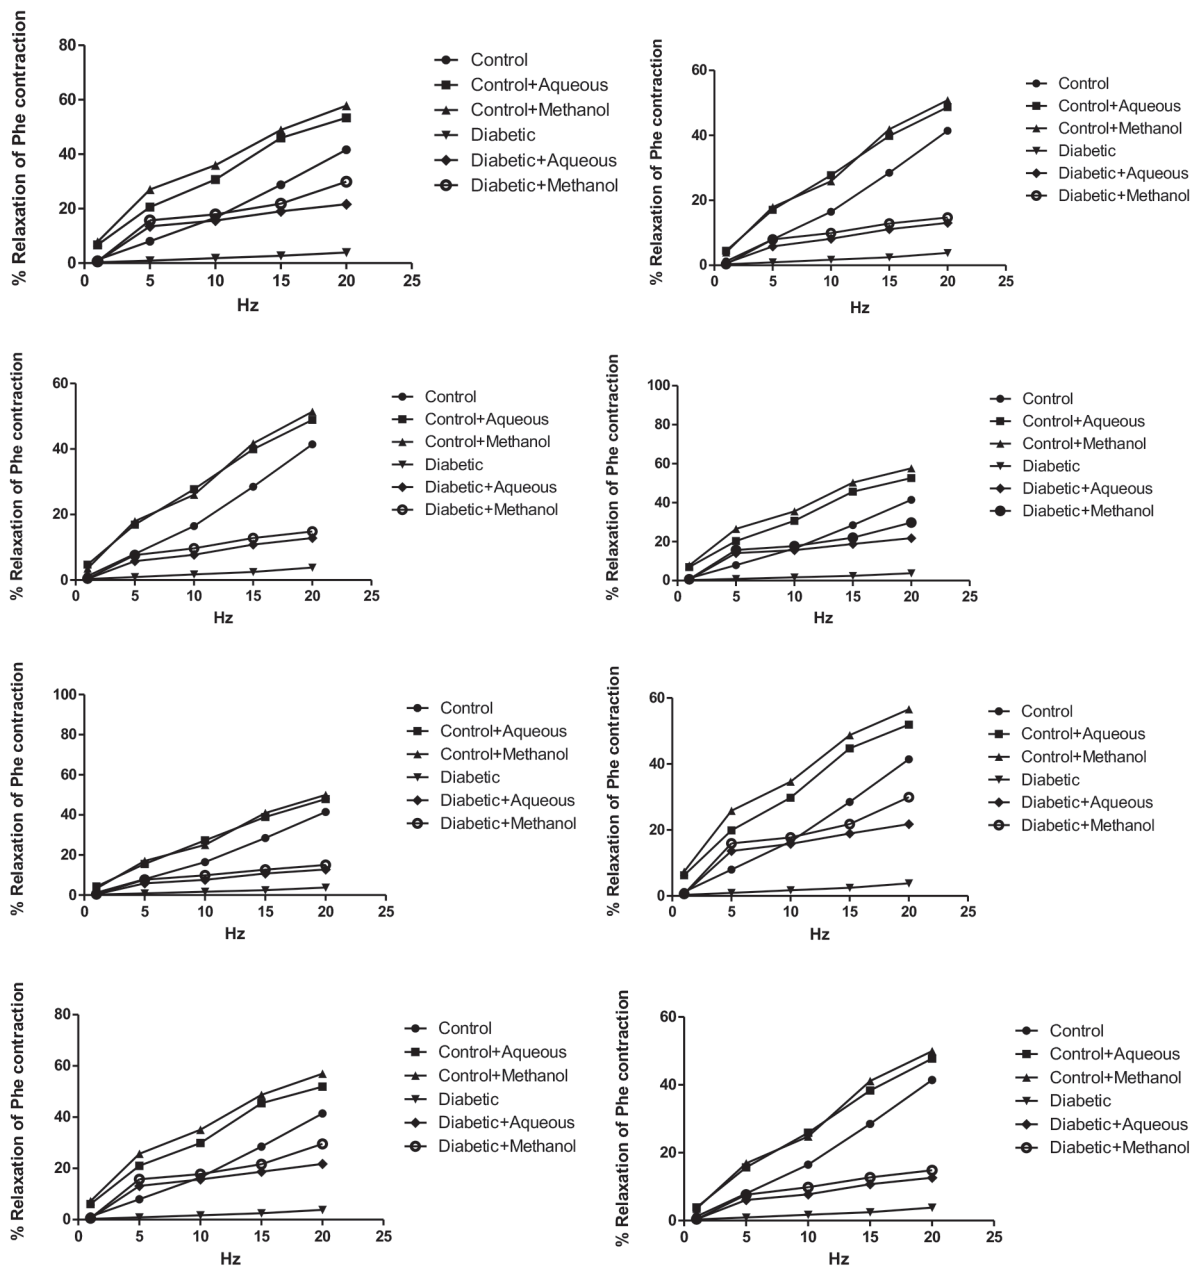 % Relaxation of Phe contraction
80
60
40
20
0
0 5 10 15 20 25
Hz
Control
Control+Aqueous
Control+Methanol
Diabetic
Diabetic+Aqueous
Diabetic+Methanol
% Relaxation of Phe contraction
60
40
20
0
0 5 10 15 20 25
Hz
Control
Control+Aqueous
Control+Methanol
Diabetic
Diabetic+Aqueous
Diabetic+Methanol
% Relaxation of Phe contraction
60
40
20
0
0 5 10 15 20 25
Hz
Control
Control+Aqueous
Control+Methanol
Diabetic
Diabetic+Aqueous
Diabetic+Methanol
% Relaxation of Phe contraction
100
80
60
40
20
0
0 5 10 15 20 25
Hz
Control
Control+Aqueous
Control+Methanol
Diabetic
Diabetic+Aqueous
Diabetic+Methanol
% Relaxation of Phe contraction
100
80
60
40
20
0
0 5 10 15 20 25
Hz
Control
Control+Aqueous
Control+Methanol
Diabetic
Diabetic+Aqueous
Diabetic+Methanol
% Relaxation of Phe contraction
60
40
20
0
0 5 10 15 20 25
Hz
Control
Control+Aqueous
Control+Methanol
Diabetic
Diabetic+Aqueous
Diabetic+Methanol
% Relaxation of Phe contraction
80
60
40
20
0
0 5 10 15 20 25
Hz
Control
Control+Aqueous
Control+Methanol
Diabetic
Diabetic+Aqueous
Diabetic+Methanol
% Relaxation of Phe contraction
60
40
20
0
0 5 10 15 20 25
Hz
Control
Control+Aqueous
Control+Methanol
Diabetic
Diabetic+Aqueous
Diabetic+Methanol